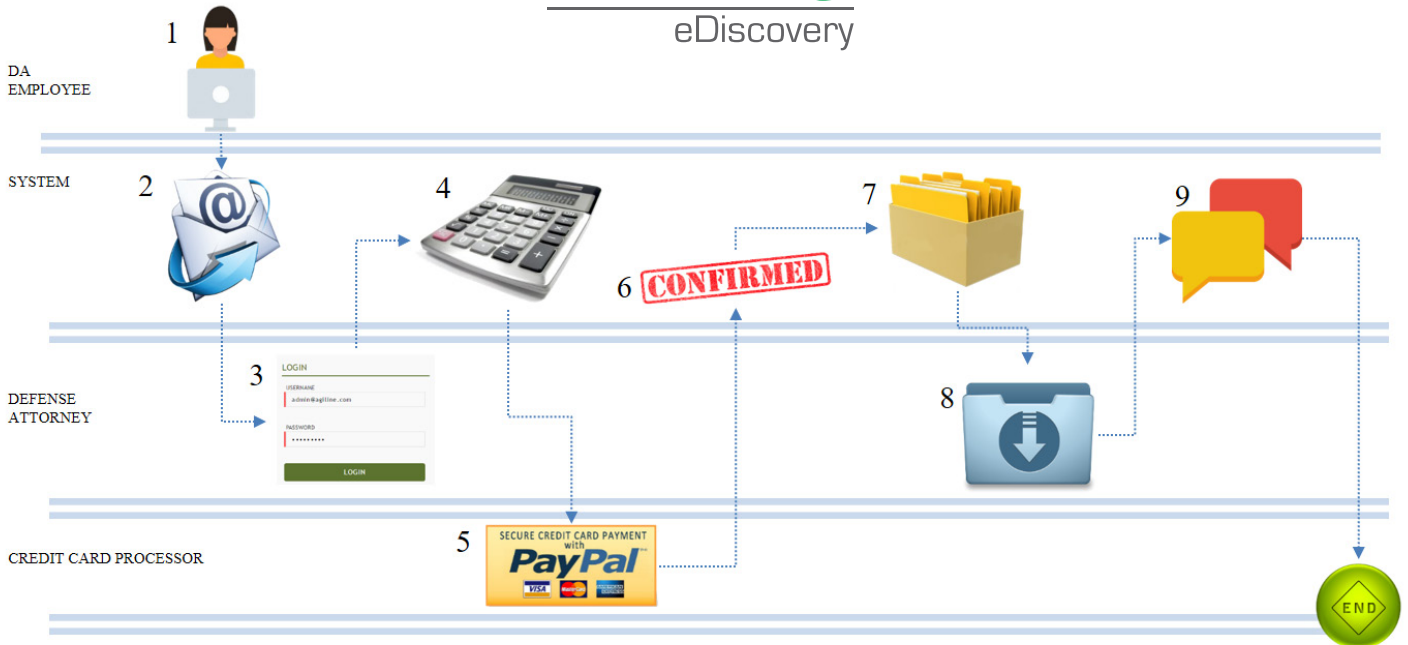 eDiscovery
1
DA
EMPLOYEE
SYSTEM
2
@
4
6
CONFIRMED
7
9
DEFENSE
ATTORNEY
3
LOGIN
USERNAME
admin@agiline.com
PASSWORD
LOGIN
8
CREDIT CARD PROCESSOR
5
SECURE CREDIT CARD PAYMENT
with
PayPal
VISA
MasterCard
END